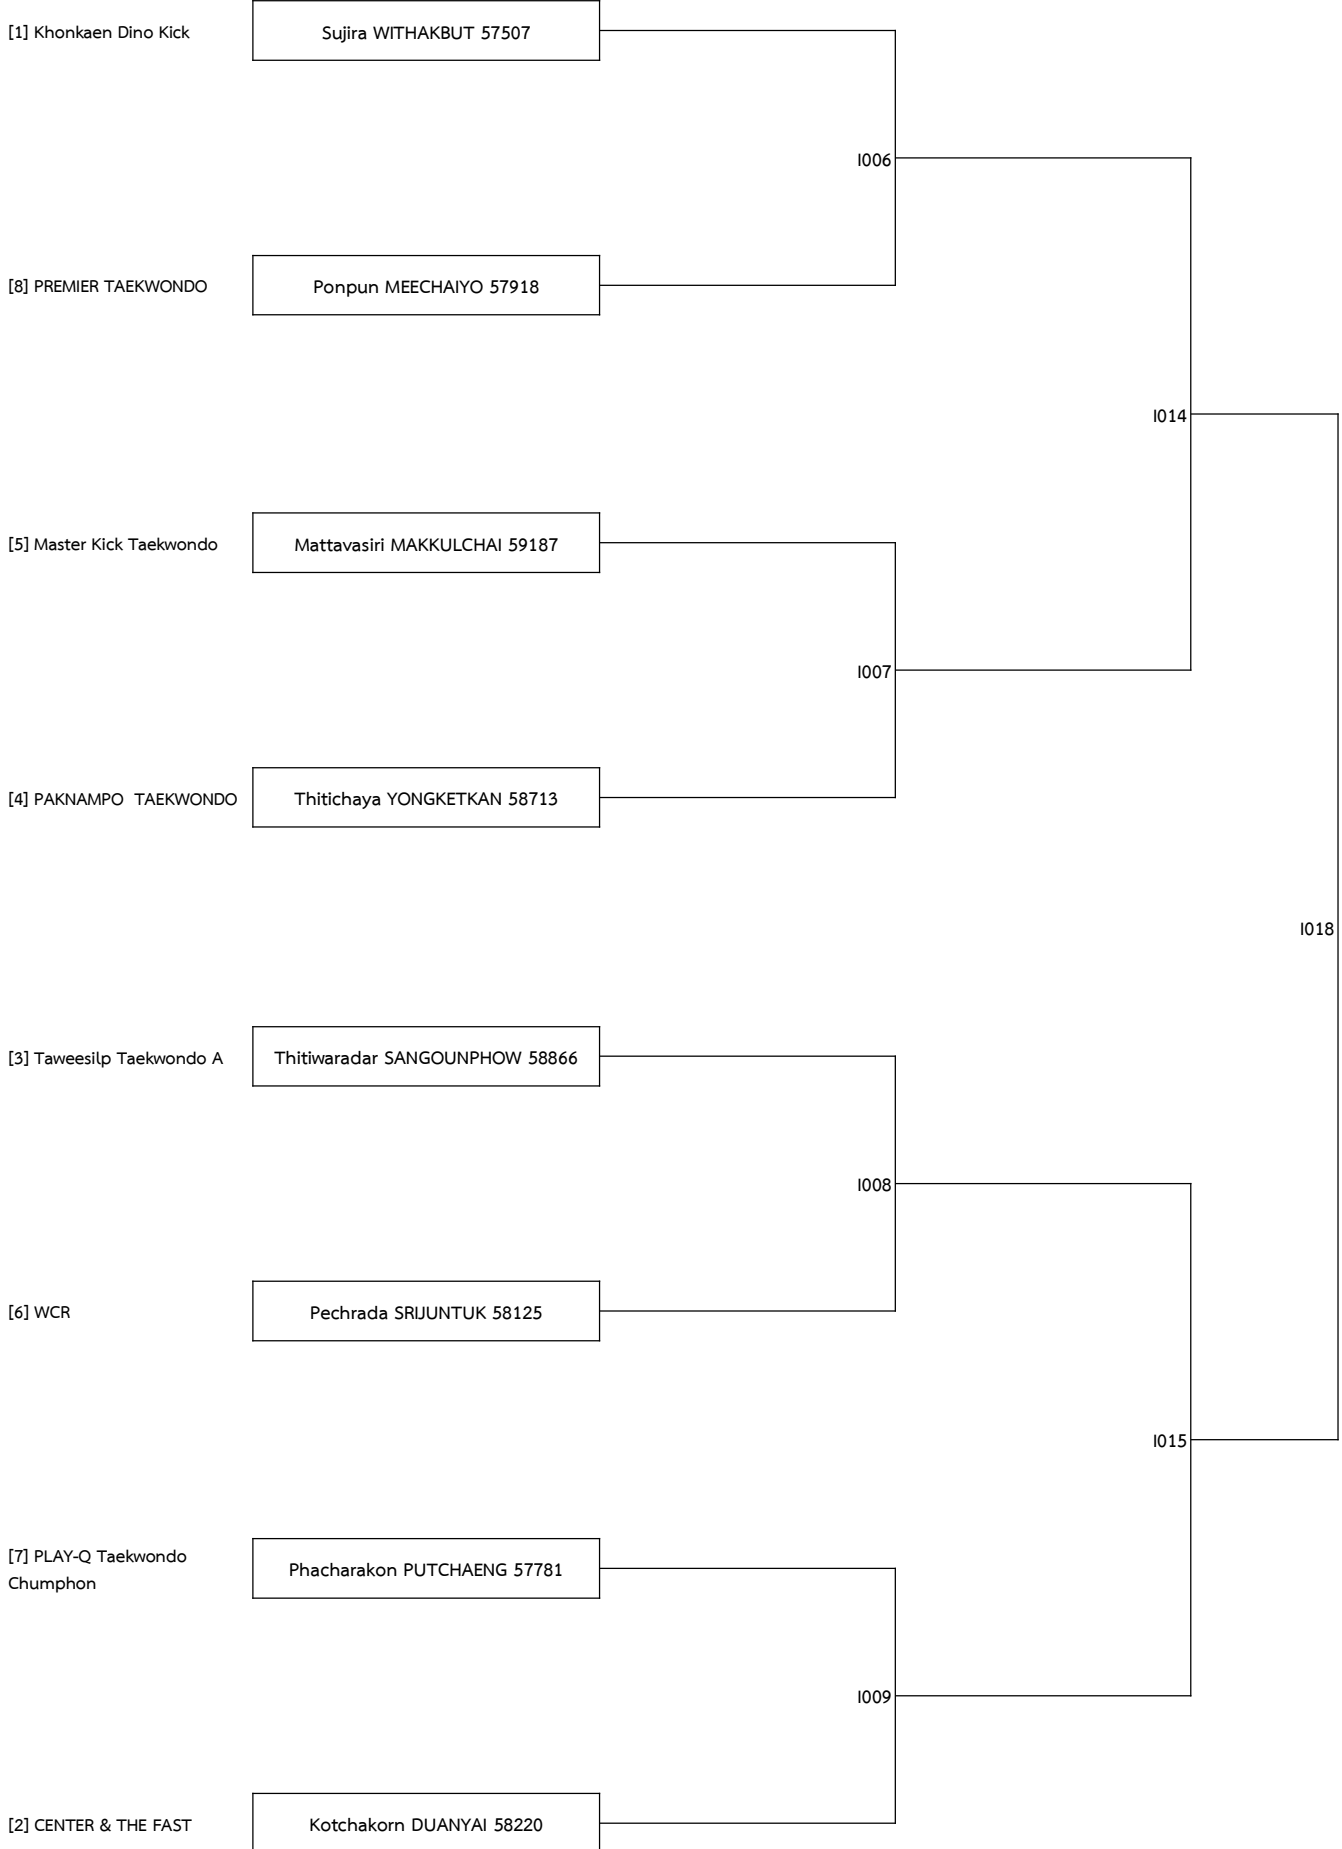 [1] Khonkaen Dino Kick
Sujira WITHAKBUT 57507
I006
[8] PREMIER TAEKWONDO
Ponpun MEECHAIYO 57918
I014
[5] Master Kick Taekwondo
Mattavasiri MAKKULCHAI 59187
I007
[4] PAKNAMPO  TAEKWONDO
Thitichaya YONGKETKAN 58713
I018
[3] Taweesilp Taekwondo A
Thitiwaradar SANGOUNPHOW 58866
I008
[6] WCR
Pechrada SRIJUNTUK 58125
I015
[7] PLAY-Q Taekwondo
Chumphon
Phacharakon PUTCHAENG 57781
I009
[2] CENTER & THE FAST
Kotchakorn DUANYAI 58220